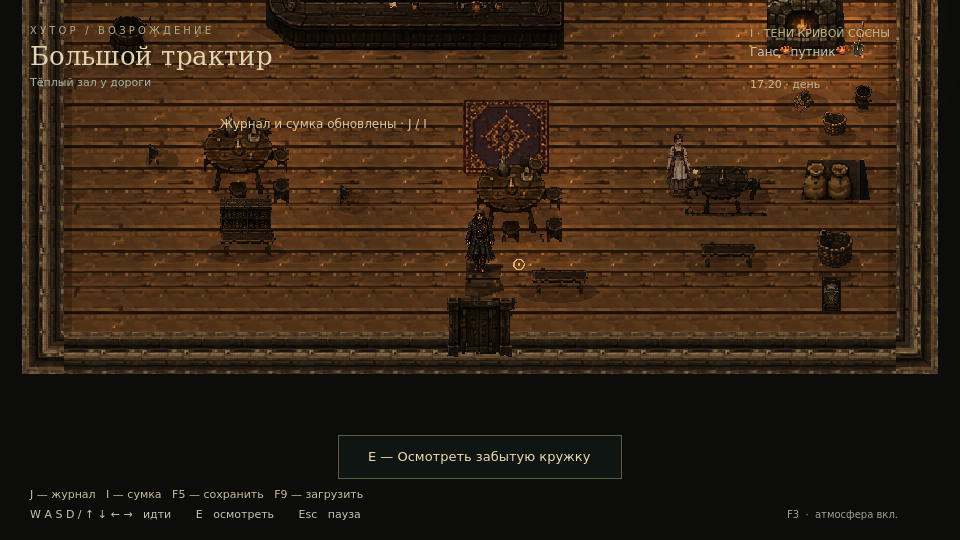 ХУТОР / ВОЗРОЖДЕНИЕ
Большой трактир
Тёплый зал у дороги
I · ТЕНИ КРИВОЙ СОСНЫ
Ганс · путник
17:20 · день
Журнал и сумка обновлены · J / I
E — Осмотреть забытую кружку
J — журнал I — сумка F5 — сохранить F9 — загрузить
W A S D / ↑ ↓ ← → идти E осмотреть Esc пауза
F3 · атмосфера вкл.